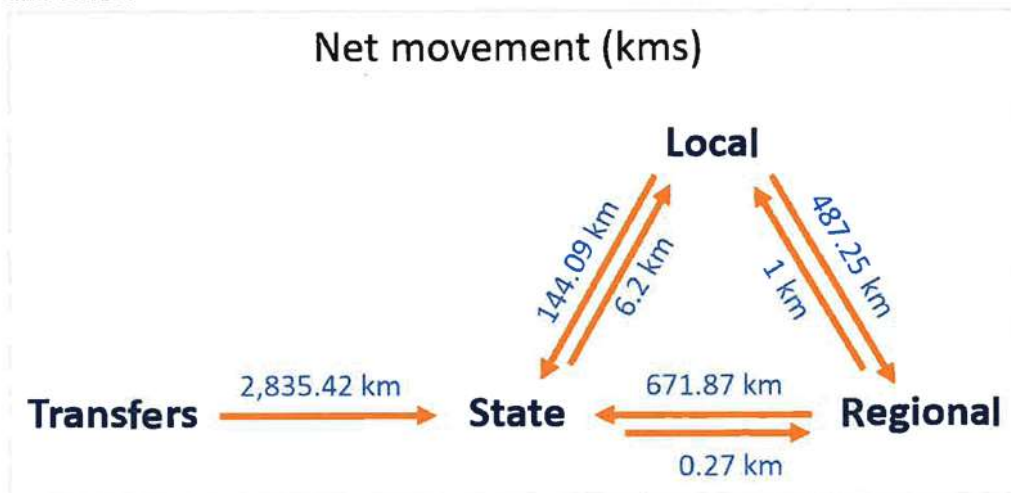 Net movement (kms)
Local
144.09 km
6.2 km
1 km
487.25 km
2,835.42 km
671.87 km
Transfers
State
Regional
0.27 km